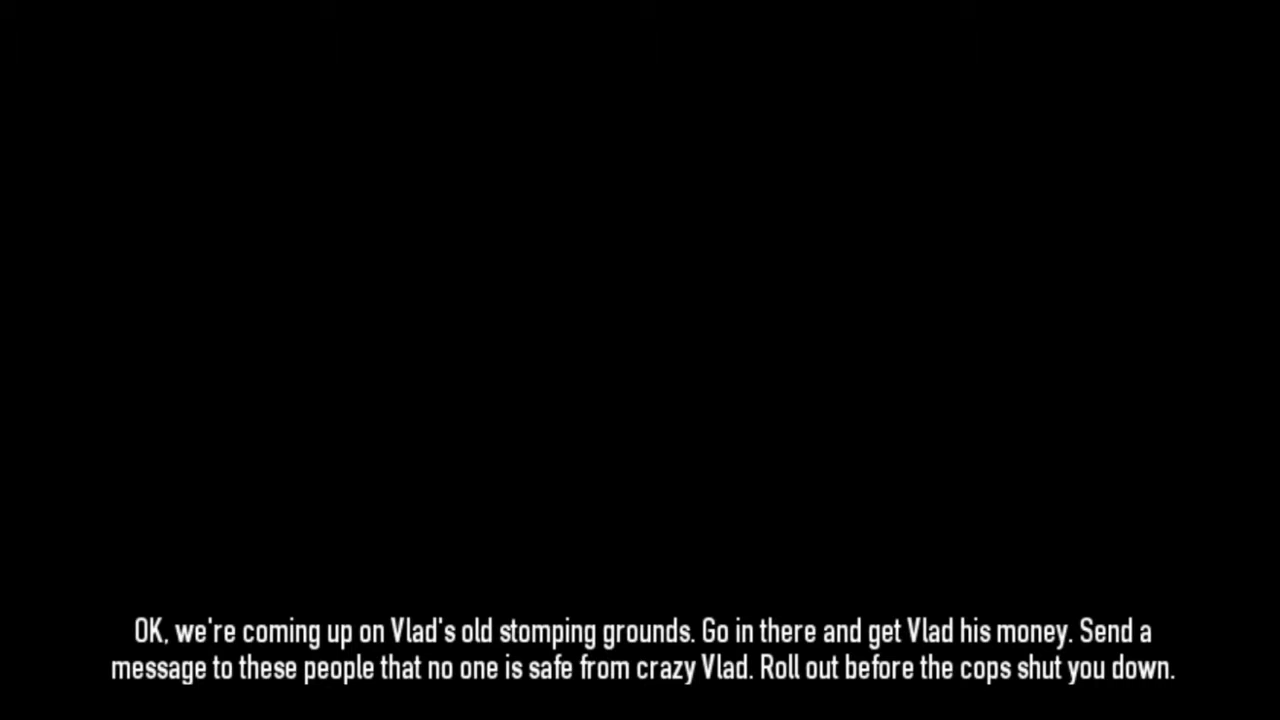 OK, we're coming up on Vlad's old stomping grounds. Go in there and get Vlad his money. Send a
message to these people that no one is safe from crazy Vlad. Roll out before the cops shut you down.